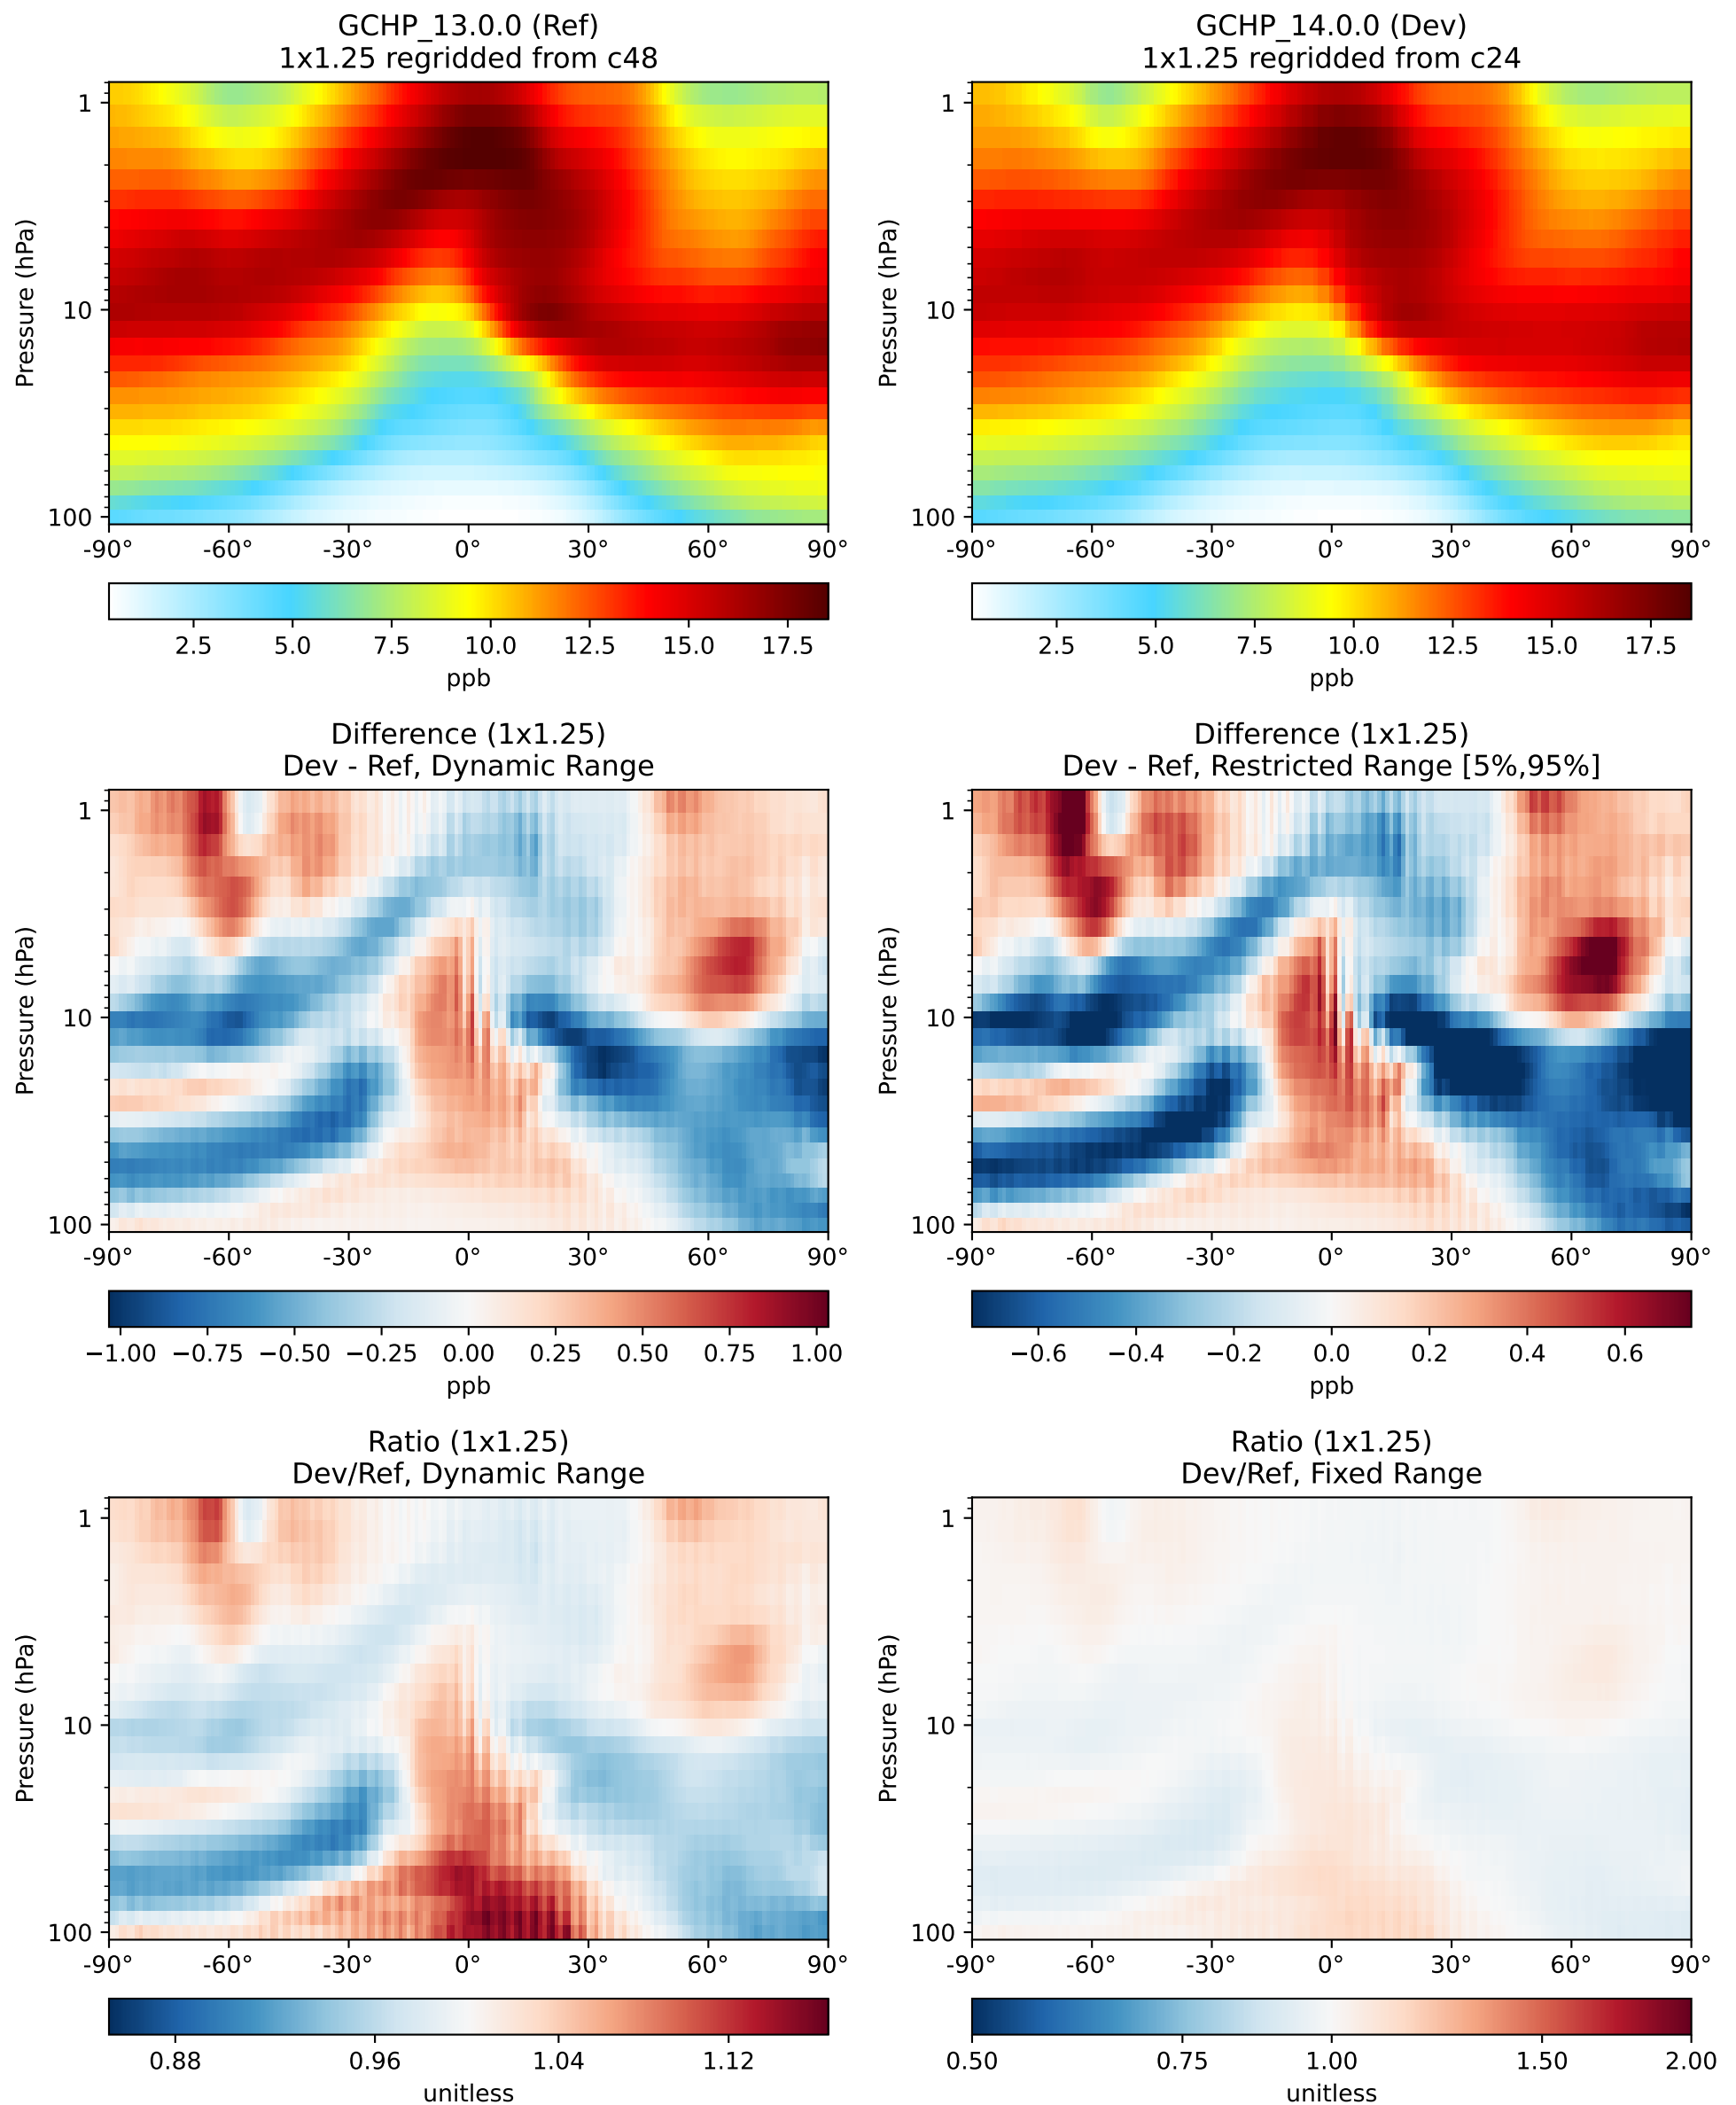 GCHP_13.0.0 (Ref)
1x1.25 regridded from c48
Pressure (hPa)
1
10
100
-90° -60° -30° 0° 30° 60° 90°
2.5 5.0 7.5 10.0 12.5 15.0 17.5
ppb
GCHP_14.0.0 (Dev)
1x1.25 regridded from c24
Pressure (hPa)
1
10
100
-90° -60° -30° 0° 30° 60° 90°
2.5 5.0 7.5 10.0 12.5 15.0 17.5
ppb
Difference (1x1.25)
Dev - Ref, Dynamic Range
Pressure (hPa)
1
10
100
-90° -60° -30° 0° 30° 60° 90°
−1.00 −0.75 −0.50 −0.25 0.00 0.25 0.50 0.75 1.00
ppb
Difference (1x1.25)
Dev - Ref, Restricted Range [5%,95%]
Pressure (hPa)
1
10
100
-90° -60° -30° 0° 30° 60° 90°
−0.6 −0.4 −0.2 0.0 0.2 0.4 0.6
ppb
Ratio (1x1.25)
Dev/Ref, Dynamic Range
Pressure (hPa)
1
10
100
-90° -60° -30° 0° 30° 60° 90°
0.88 0.96 1.04 1.12
unitless
Ratio (1x1.25)
Dev/Ref, Fixed Range
Pressure (hPa)
1
10
100
-90° -60° -30° 0° 30° 60° 90°
0.50 0.75 1.00 1.50 2.00
unitless